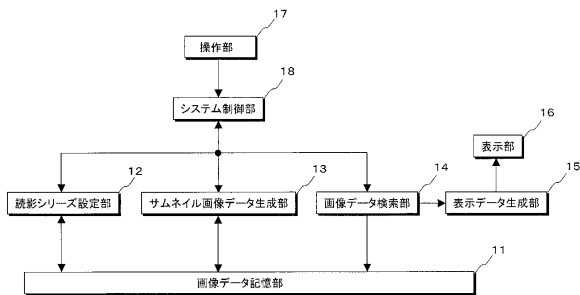 17
操作部
18
システム制御部
16
表示部
12
13
14
15
読影シリーズ設定部
サムネイル画像データ生成部
画像データ検索部
表示データ生成部
11
画像データ記憶部